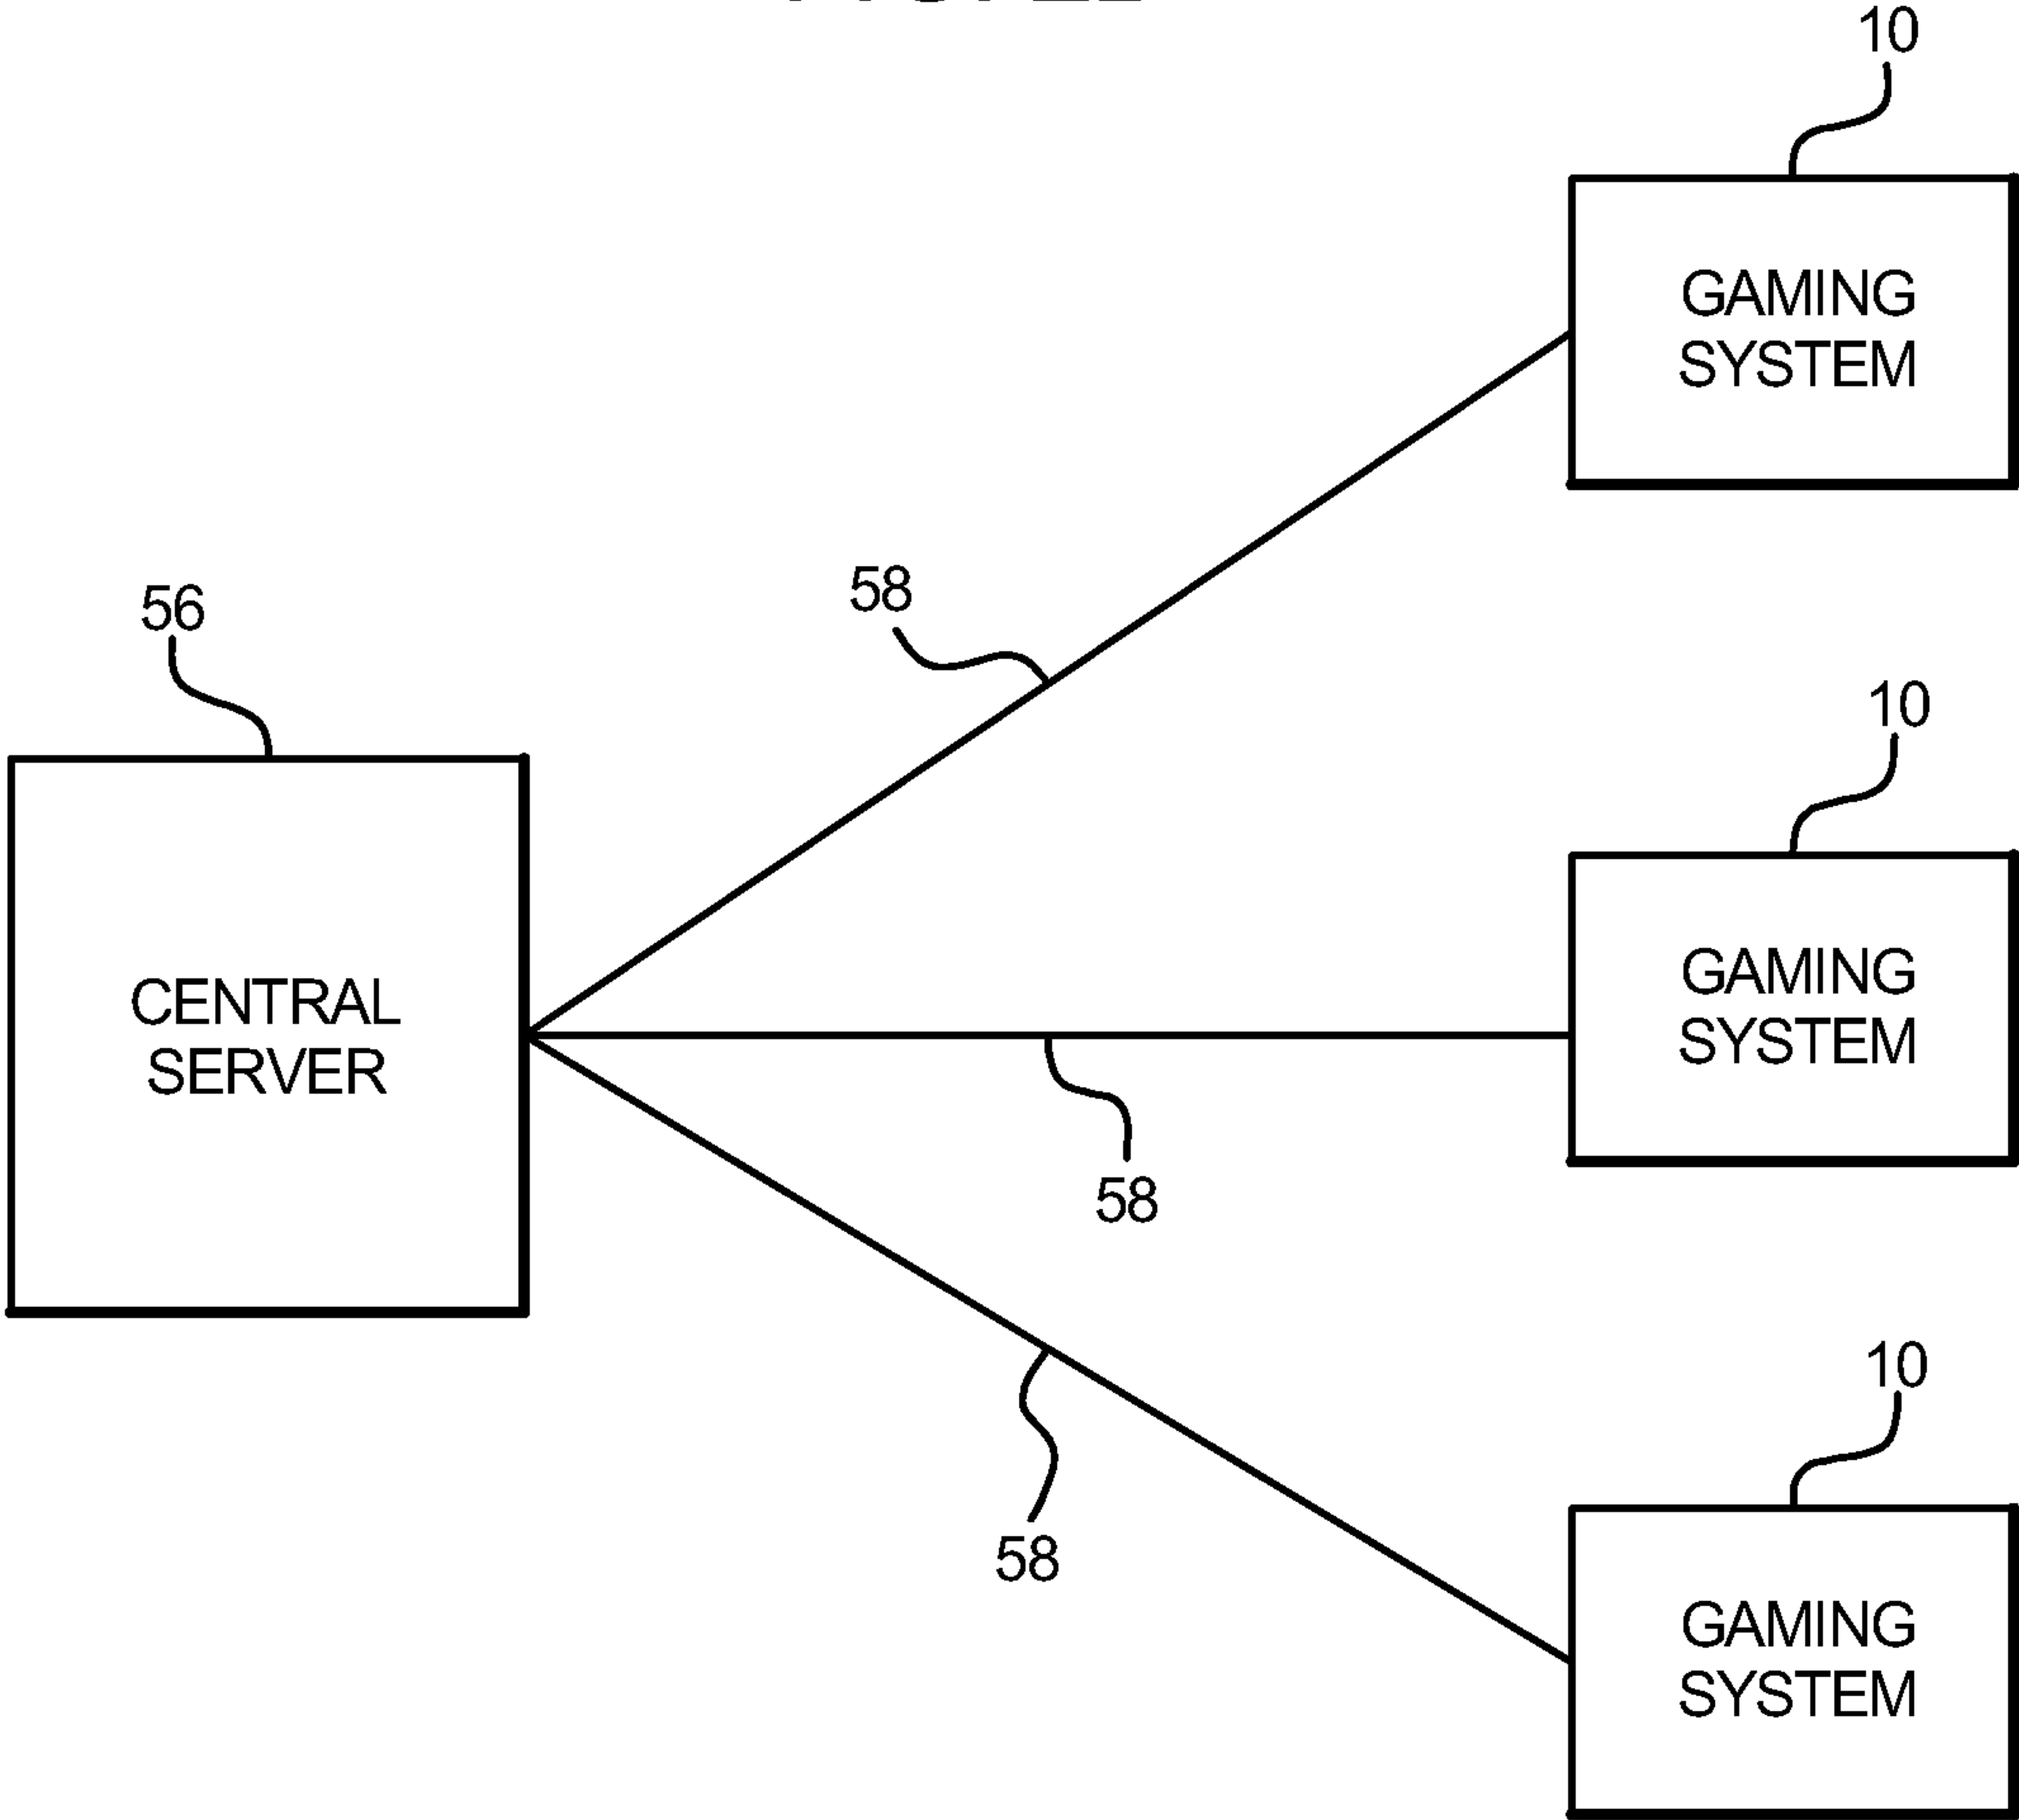 10
GAMING
SYSTEM
58
56
10
CENTRAL
SERVER
GAMING
SYSTEM
58
10
58
GAMING
SYSTEM